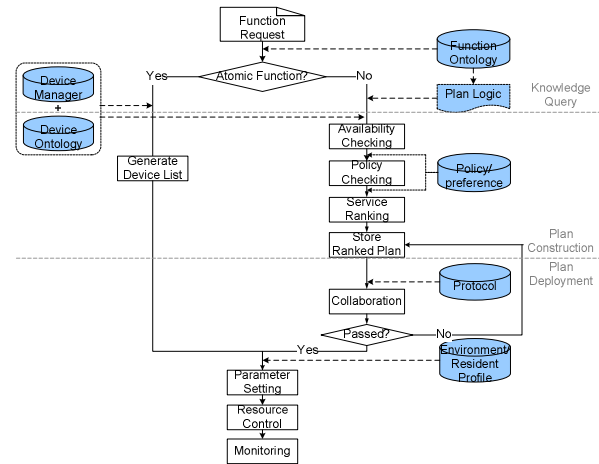 Function
Request
Function
Ontology
Yes
Atomic Function?
No
Device
Manager
+
Device
Ontology
Plan Logic
Knowledge
Query
Availability
Checking
Generate
Device List
Policy
Checking
Policy/
preference
Service
Ranking
Store
Ranked Plan
Plan
Construction
Plan
Deployment
Protocol
Collaboration
Passed?
No
Yes
Environment/
Resident
Profile
Parameter
Setting
Resource
Control
Monitoring